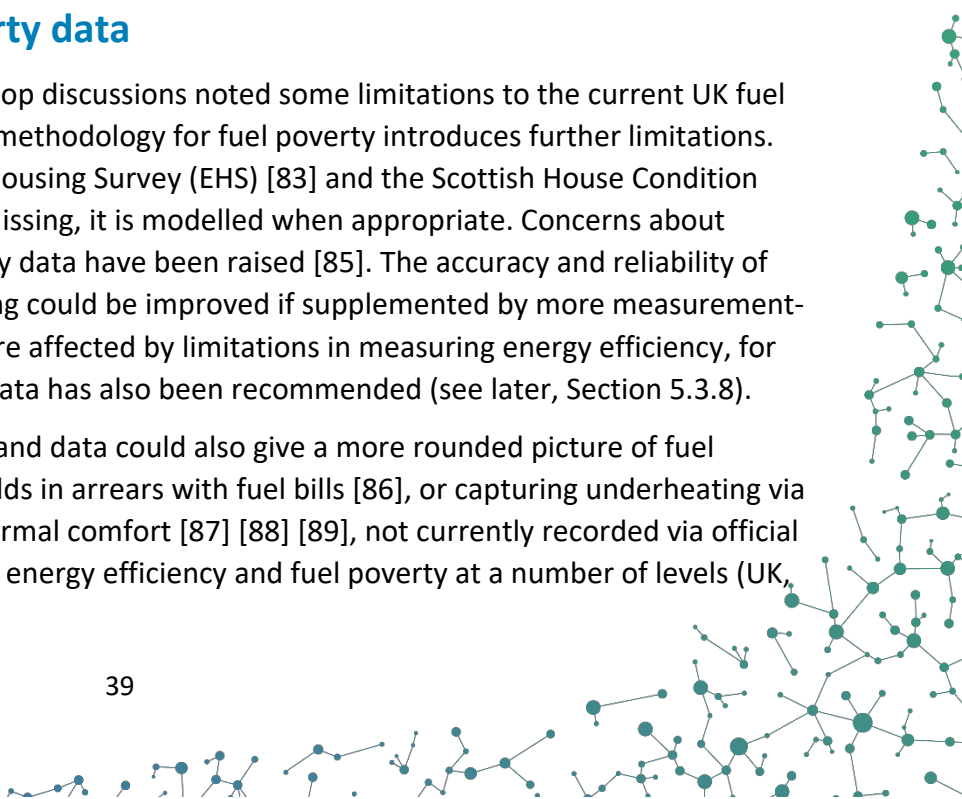 rty data
op discussions noted some limitations to the current UK fuel
methodology for fuel poverty introduces further limitations.
ousing Survey (EHS) [83] and the Scottish House Condition
issing, it is modelled when appropriate. Concerns about
y data have been raised [85]. The accuracy and reliability of
ng could be improved if supplemented by more measurement-
re affected by limitations in measuring energy efficiency, for
ata has also been recommended (see later, Section 5.3.8).
and data could also give a more rounded picture of fuel
lds in arrears with fuel bills [86], or capturing underheating via
rmal comfort [87] [88] [89], not currently recorded via official
energy efficiency and fuel poverty at a number of levels (UK,
39